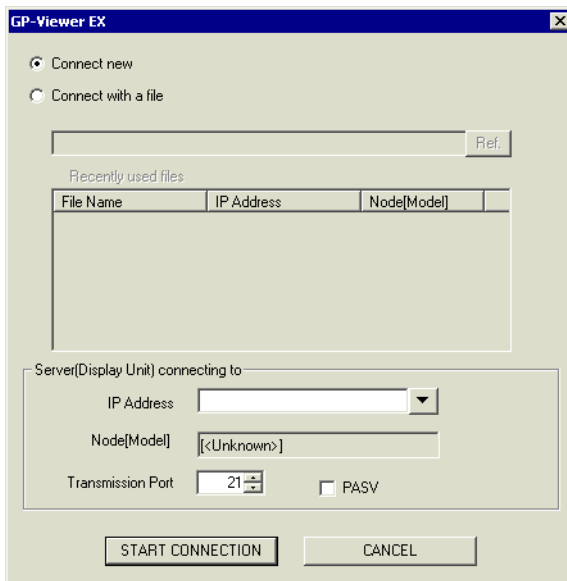 GP-Viewer EX
Connect new
Connect with a file
Ref.
Recently used files
File Name IP Address Node[Model]
Server(Display Unit) connecting to
IP Address
Node[Model] [<Unknown>]
Transmission Port 21 PASV
START CONNECTION CANCEL